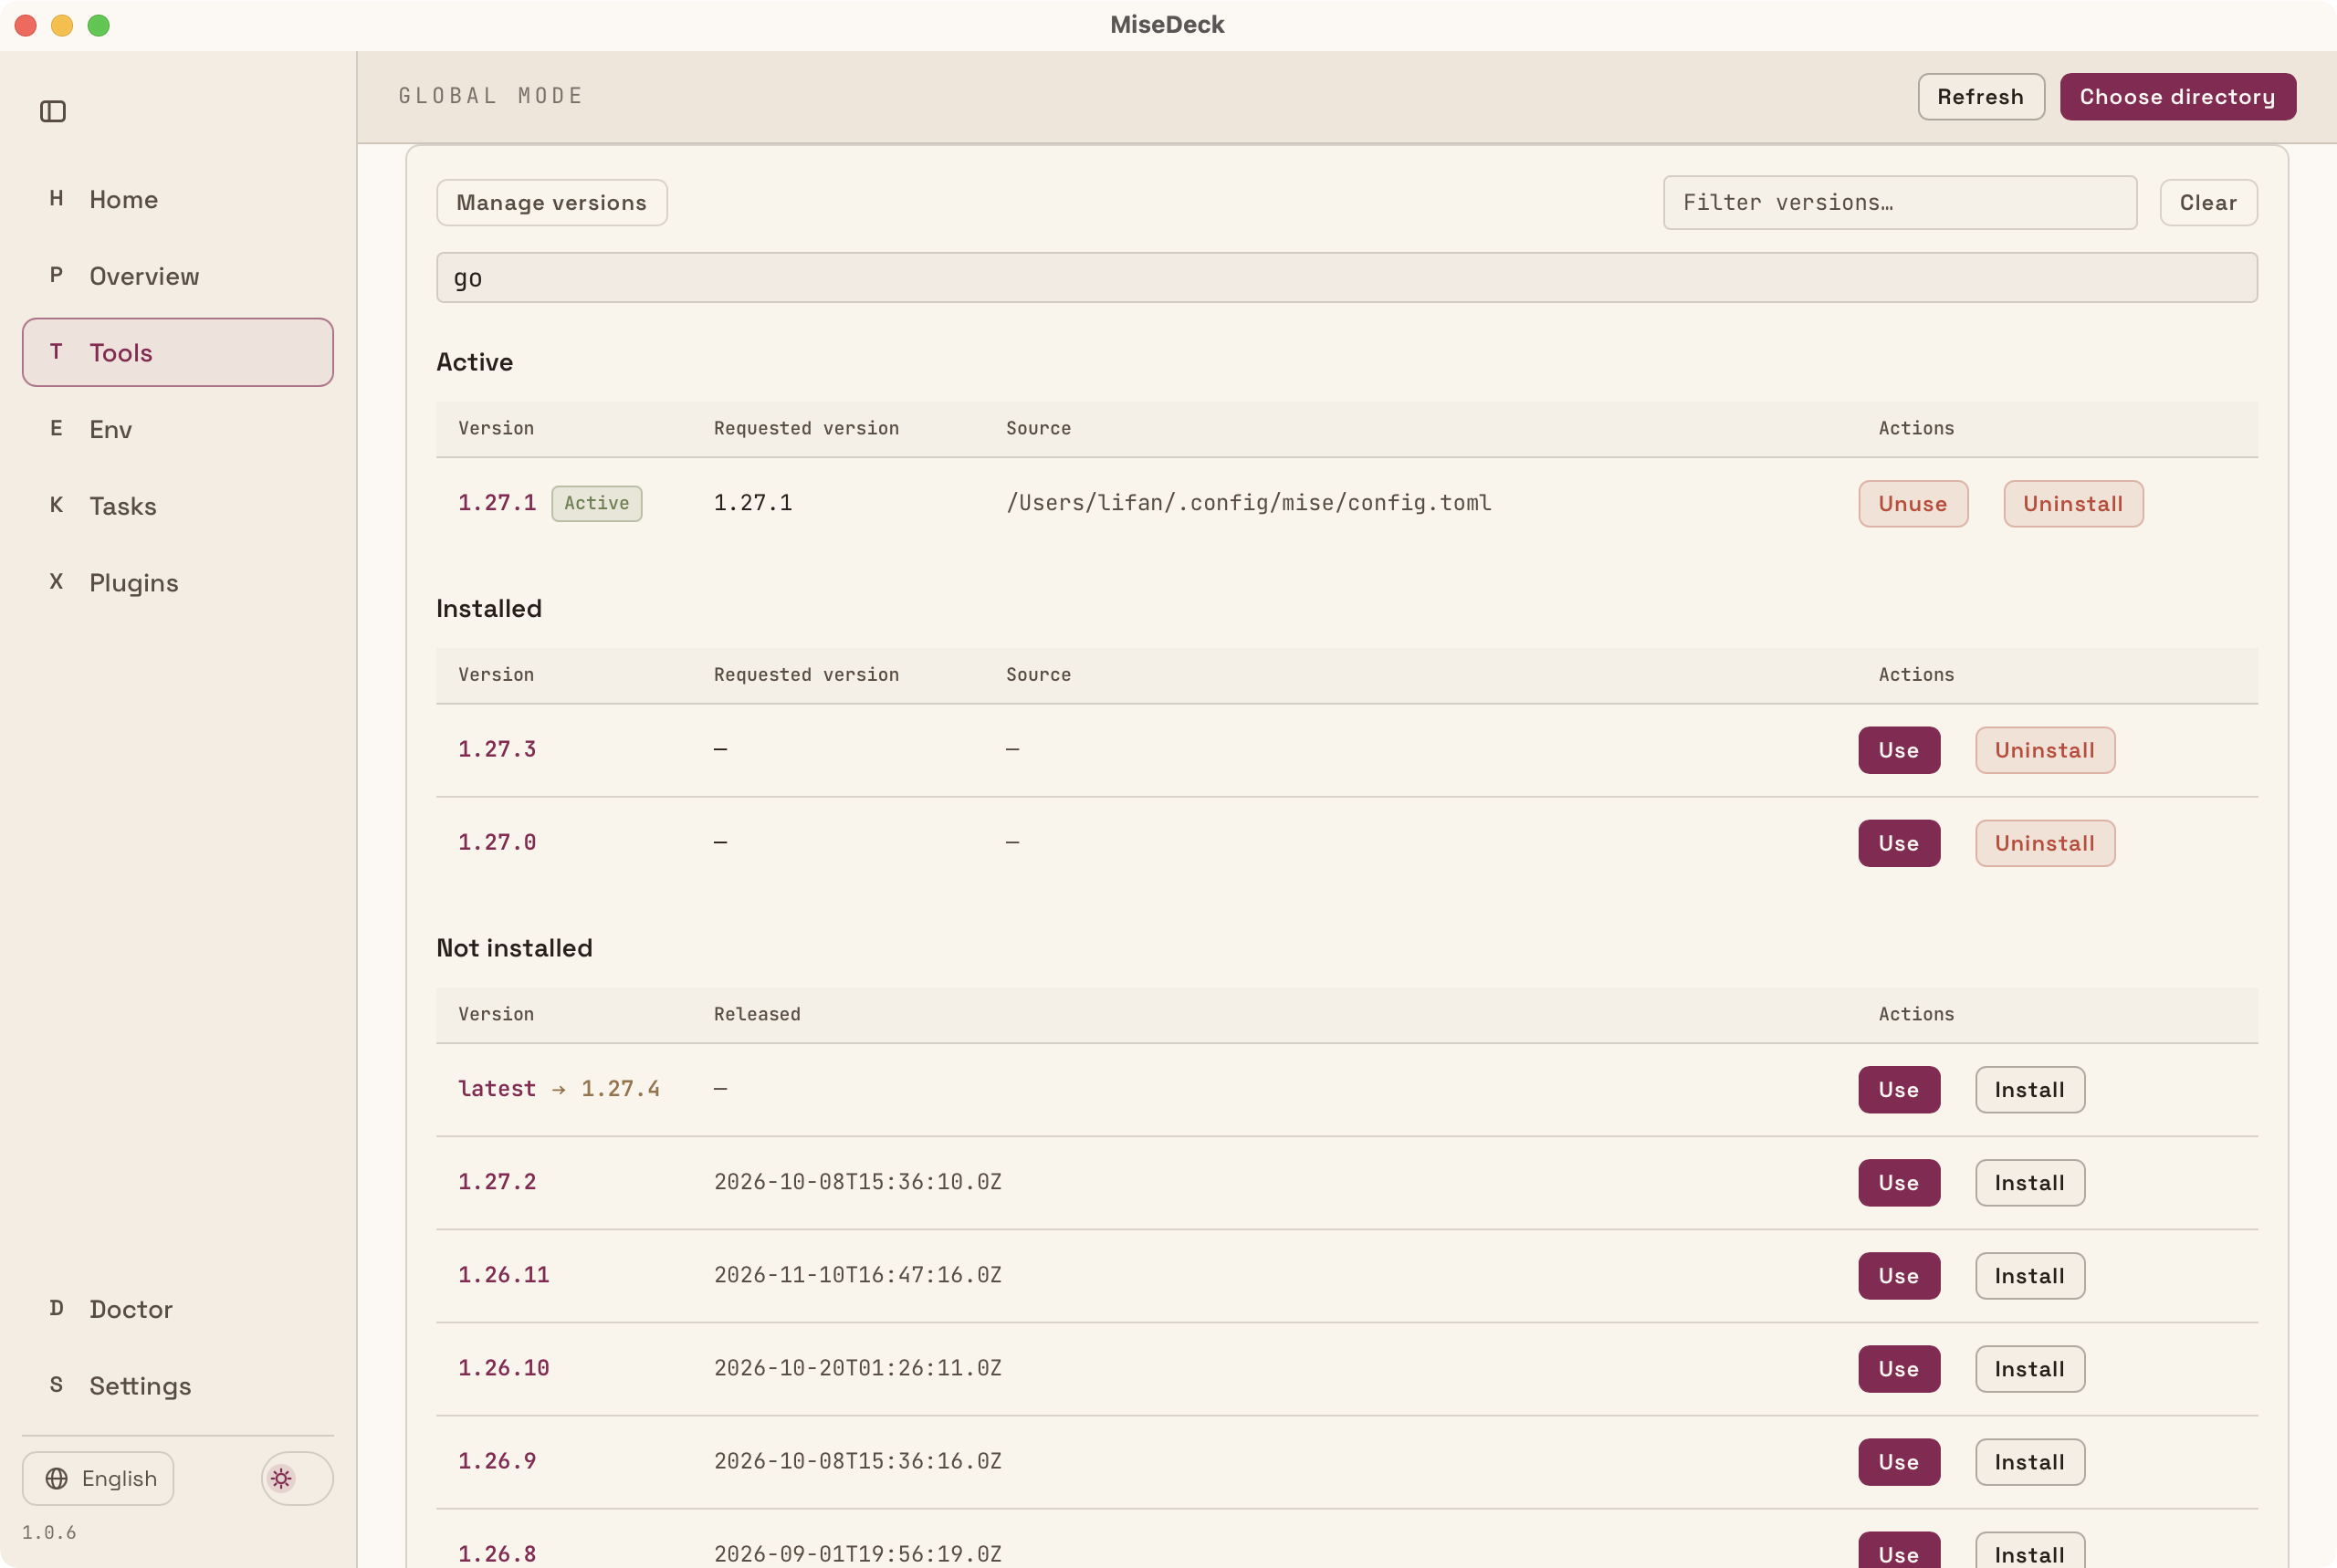 MiseDeck
GLOBAL MODE
Refresh
Choose directory
H Home
P Overview
T Tools
E Env
K Tasks
X Plugins
D Doctor
S Settings
English
1.0.6
Manage versions
Filter versions…
Clear
go
Active
Version Requested version Source Actions
1.27.1 Active 1.27.1 /Users/lifan/.config/mise/config.toml Unuse Uninstall
Installed
Version Requested version Source Actions
1.27.3 — — Use Uninstall
1.27.0 — — Use Uninstall
Not installed
Version Released Actions
latest → 1.27.4 — Use Install
1.27.2 2026-10-08T15:36:10.0Z Use Install
1.26.11 2026-11-10T16:47:16.0Z Use Install
1.26.10 2026-10-20T01:26:11.0Z Use Install
1.26.9 2026-10-08T15:36:16.0Z Use Install
1.26.8 2026-09-01T19:56:19.0Z Use Install